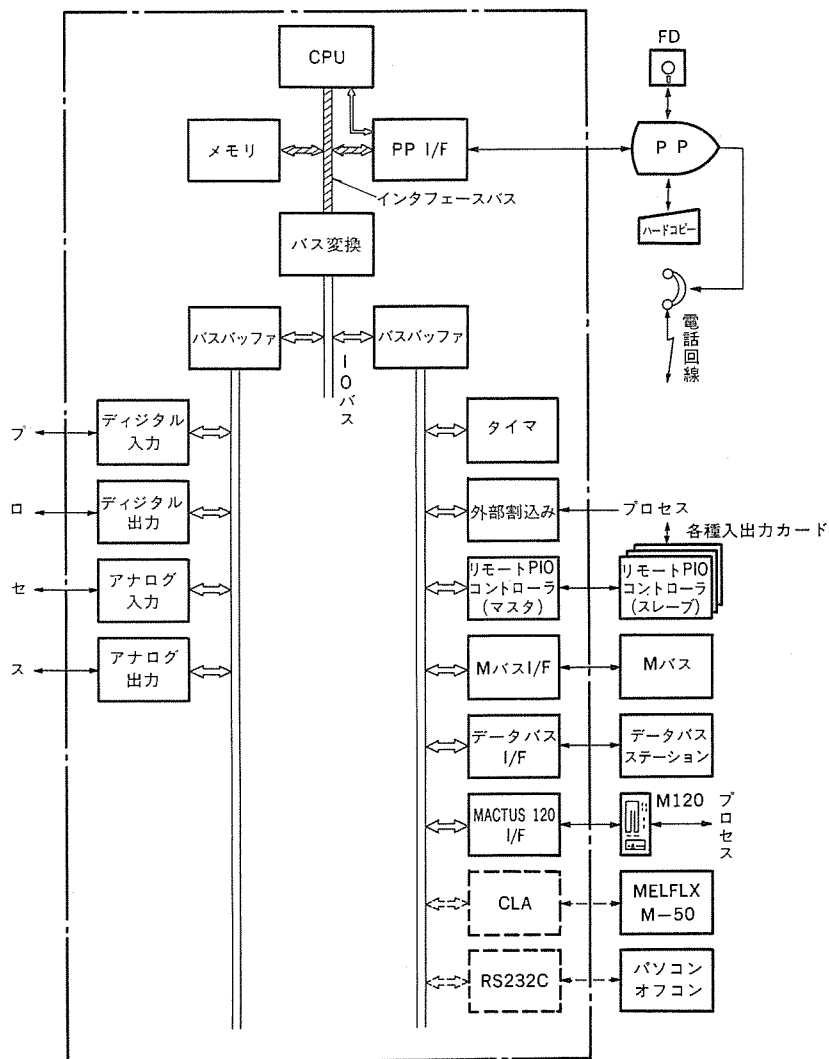 FD
CPU
メモリ
PP I/F
PP
インタフェースバス
ハードコピー
バス変換
電話回線
バスバッファ
バスバッファ
IOバス
プロセス
ディジタル
入力
タイマ
ディジタル
出力
外部割込み
プロセス
各種入出力カード
アナログ
入力
リモートPIO
コントローラ
(マスタ)
リモートPIO
コントローラ
(スレーブ)
アナログ
出力
MバスI/F
Mバス
データバス
I/F
データバス
ステーション
MACTUS 120
I/F
M120
プロセス
CLA
MELFLX
M-50
RS232C
パソコン
オフコン